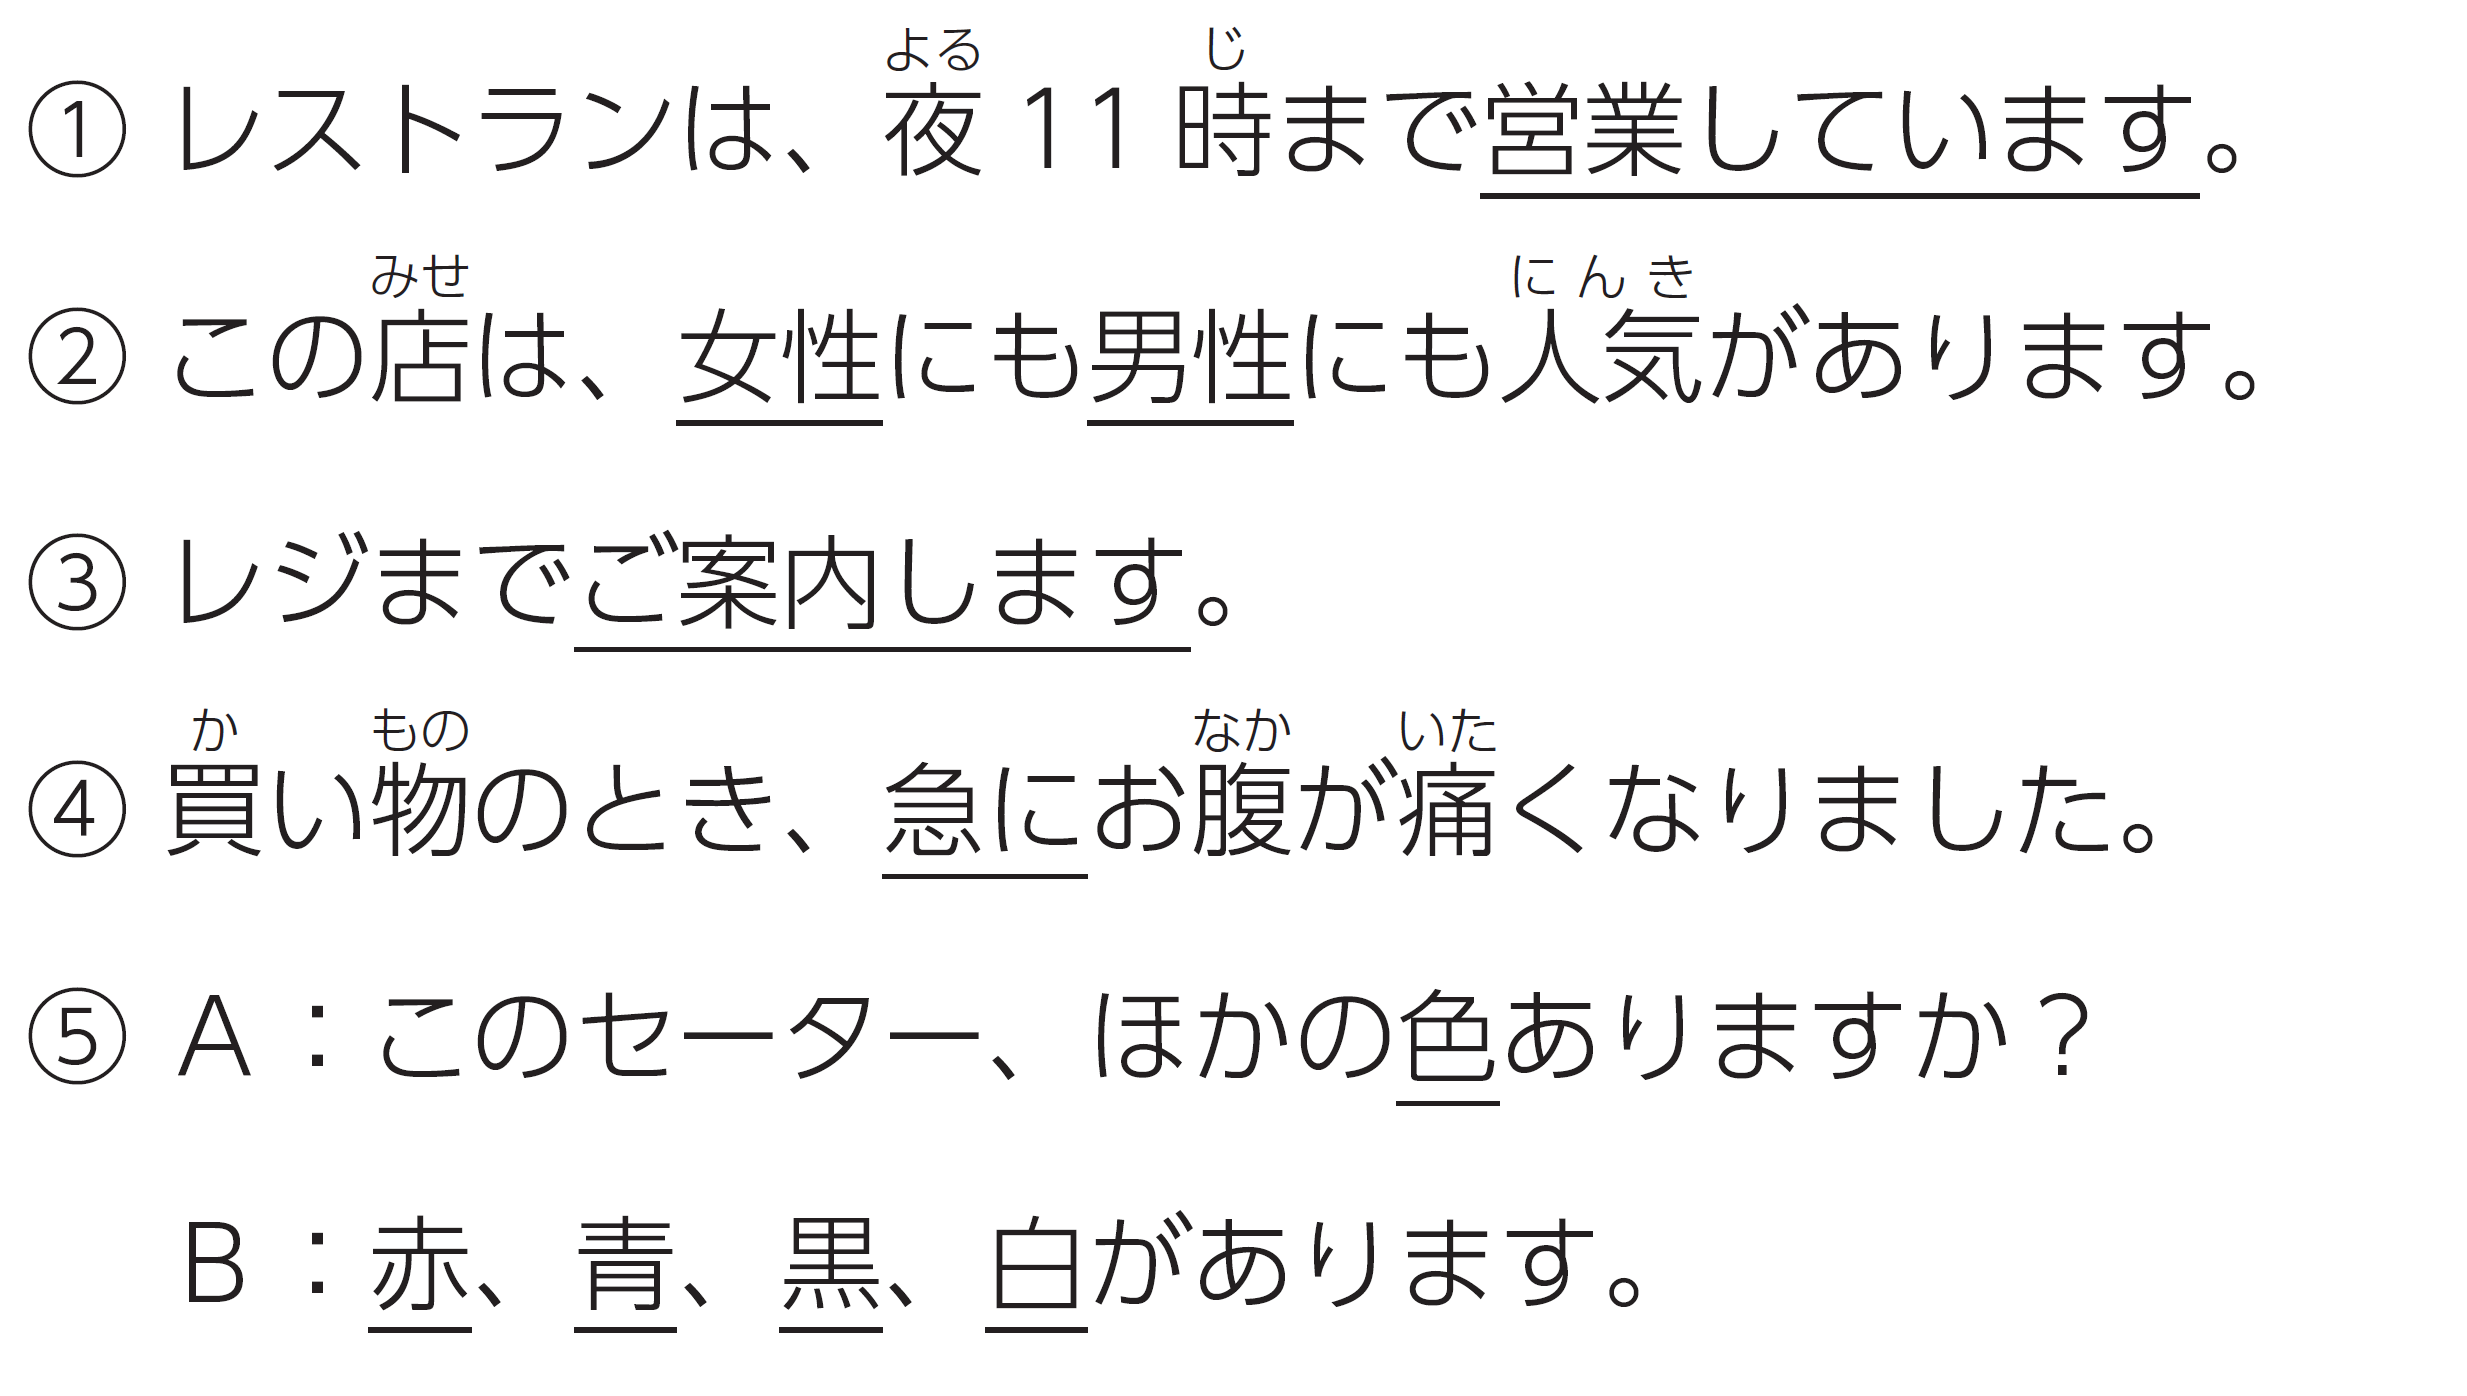 よる じ
① レストランは、夜 11 時まで営業しています。
みせ にんき
② この店は、女性にも男性にも人気があります。
③ レジまでご案内します。
か もの なか いた
④ 買い物のとき、急にお腹が痛くなりました。
⑤ A：このセーター、ほかの色ありますか？
B：赤、青、黒、白があります。